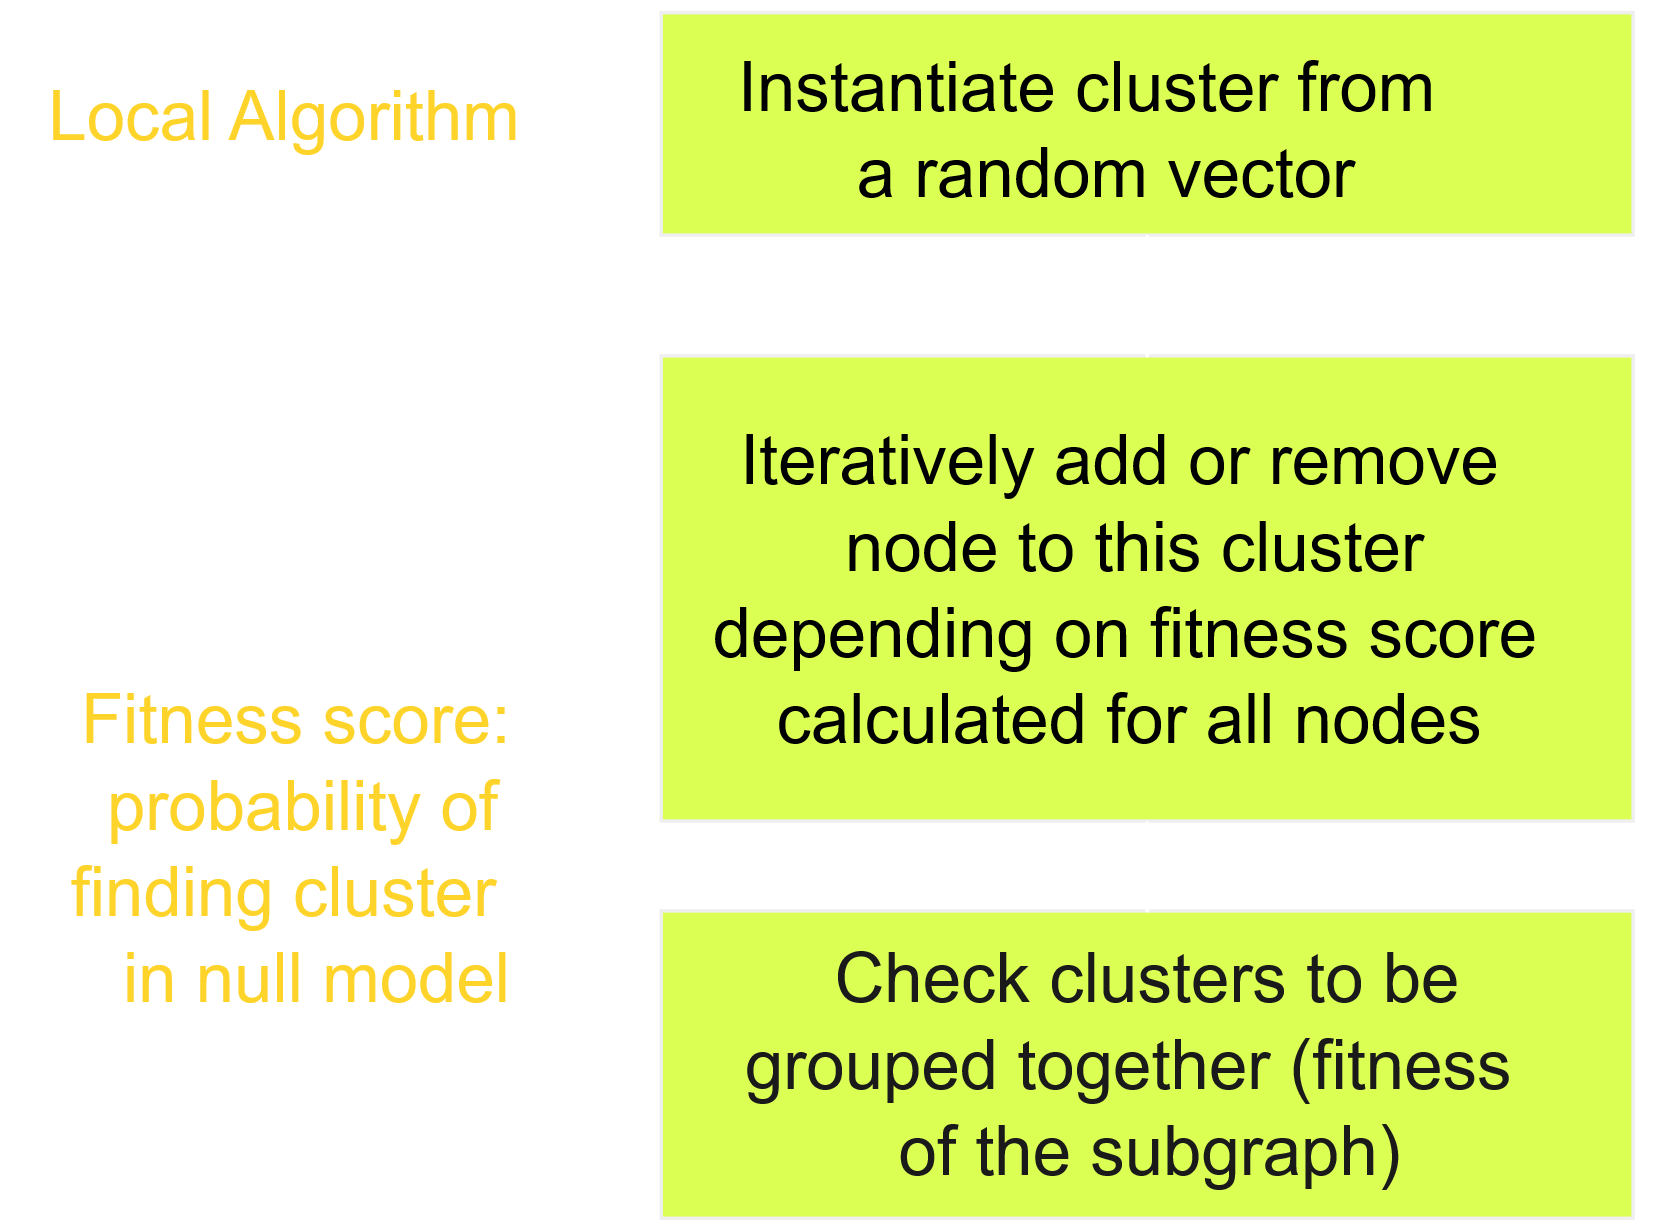 Local Algorithm
Instantiate cluster from
a random vector
Iteratively add or remove
node to this cluster
depending on fitness score
calculated for all nodes
Fitness score:
probability of
finding cluster
in null model
Check clusters to be
grouped together (fitness
of the subgraph)